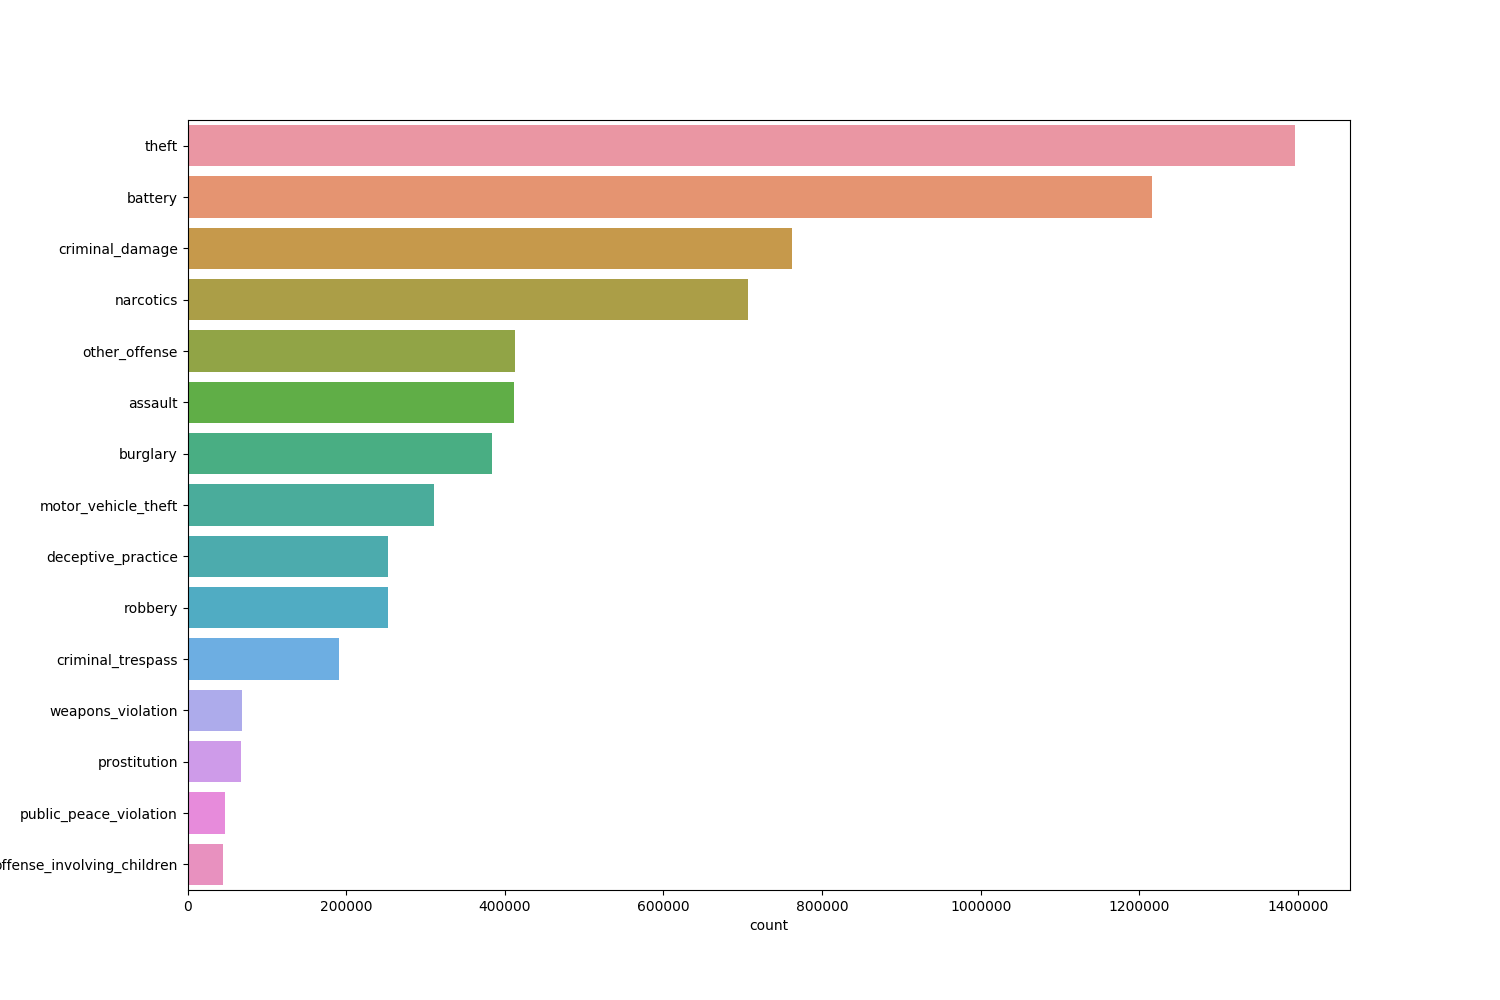 theft
battery
criminal_damage
narcotics
other_offense
assault
burglary
motor_vehicle_theft
deceptive_practice
robbery
criminal_trespass
weapons_violation
prostitution
public_peace_violation
offense_involving_children
0 200000 400000 600000 800000 1000000 1200000 1400000
count